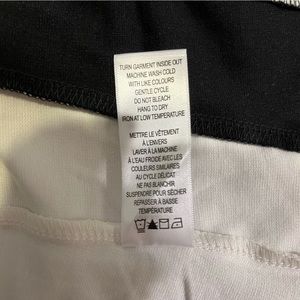 TURN GARMENT INSIDE OUT
MACHINE WASH COLD
WITH LIKE COLOURS
GENTLE CYCLE
DO NOT BLEACH
HANG TO DRY
IRON AT LOW TEMPERATURE
METTRE LE VÊTEMENT
À L'ENVERS
LAVER À LA MACHINE
À L'EAU FROIDE AVEC LES
COULEURS SIMILAIRES
AU CYCLE DÉLICAT
NE PAS BLANCHIR
SUSPENDRE POUR SÉCHER
REPASSER À BASSE
TEMPÉRATURE